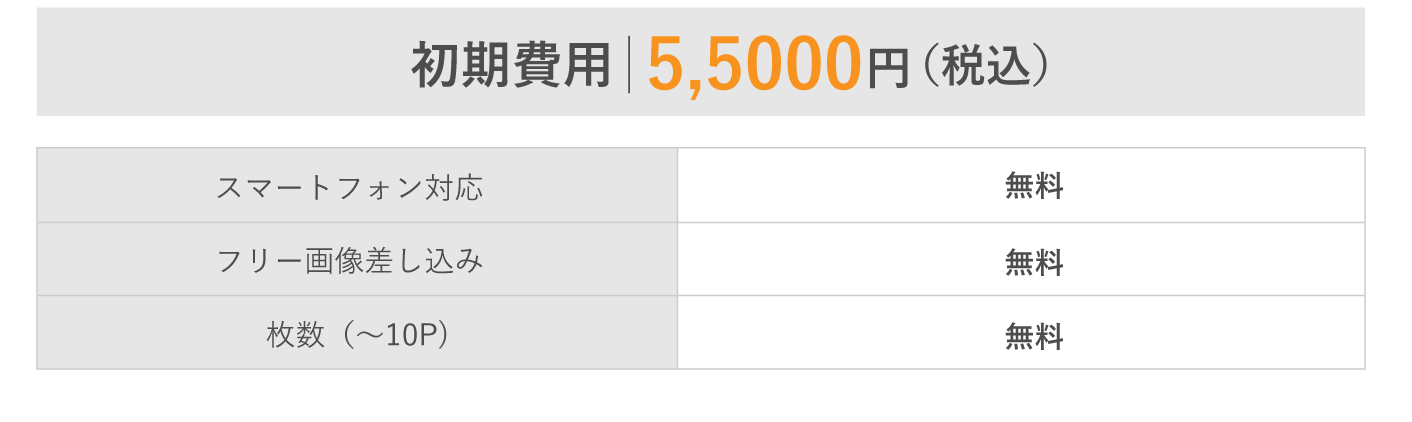 初期費用｜5,5000円（税込）
スマートフォン対応 無料
フリー画像差し込み 無料
枚数（～10P） 無料